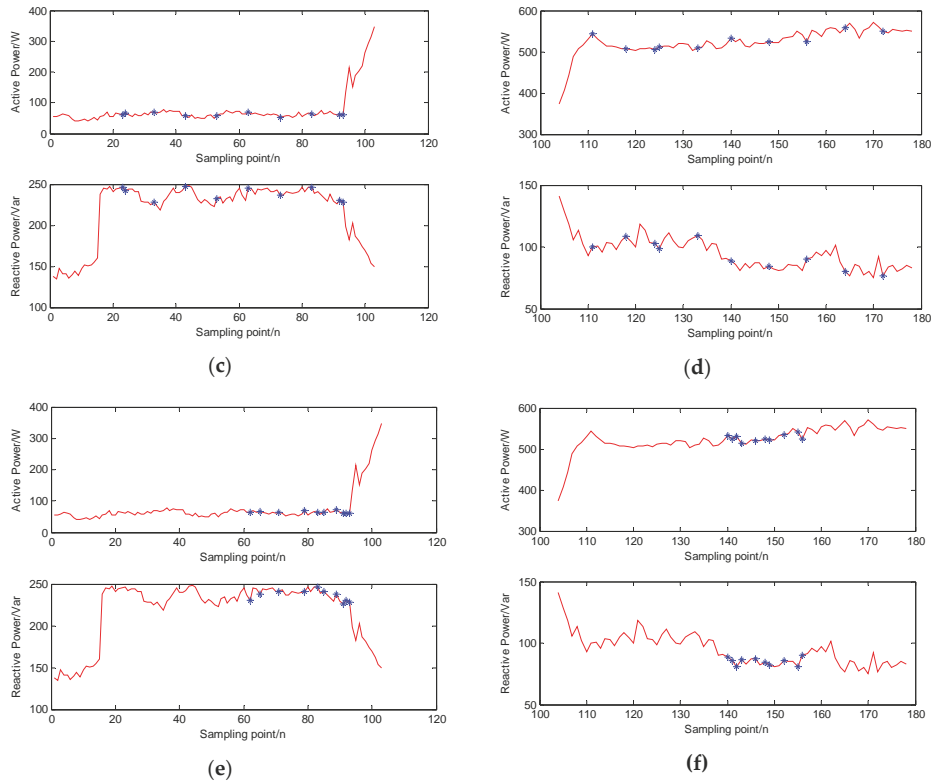 400
300
200
100
0
Active Power/W
0 20 40 60 80 100 120
Sampling point/n
250
200
150
100
Reactive Power/Var
0 20 40 60 80 100 120
Sampling point/n
(c)
600
500
400
300
Active Power/W
100 110 120 130 140 150 160 170 180
Sampling point/n
150
100
50
Reactive Power/Var
100 110 120 130 140 150 160 170 180
Sampling point/n
(d)
400
300
200
100
0
Active Power/W
0 20 40 60 80 100 120
Sampling point/n
250
200
150
100
Reactive Power/Var
0 20 40 60 80 100 120
Sampling point/n
(e)
600
500
400
300
Active Power/W
100 110 120 130 140 150 160 170 180
Sampling point/n
150
100
50
Reactive Power/Var
100 110 120 130 140 150 160 170 180
Sampling point/n
(f)